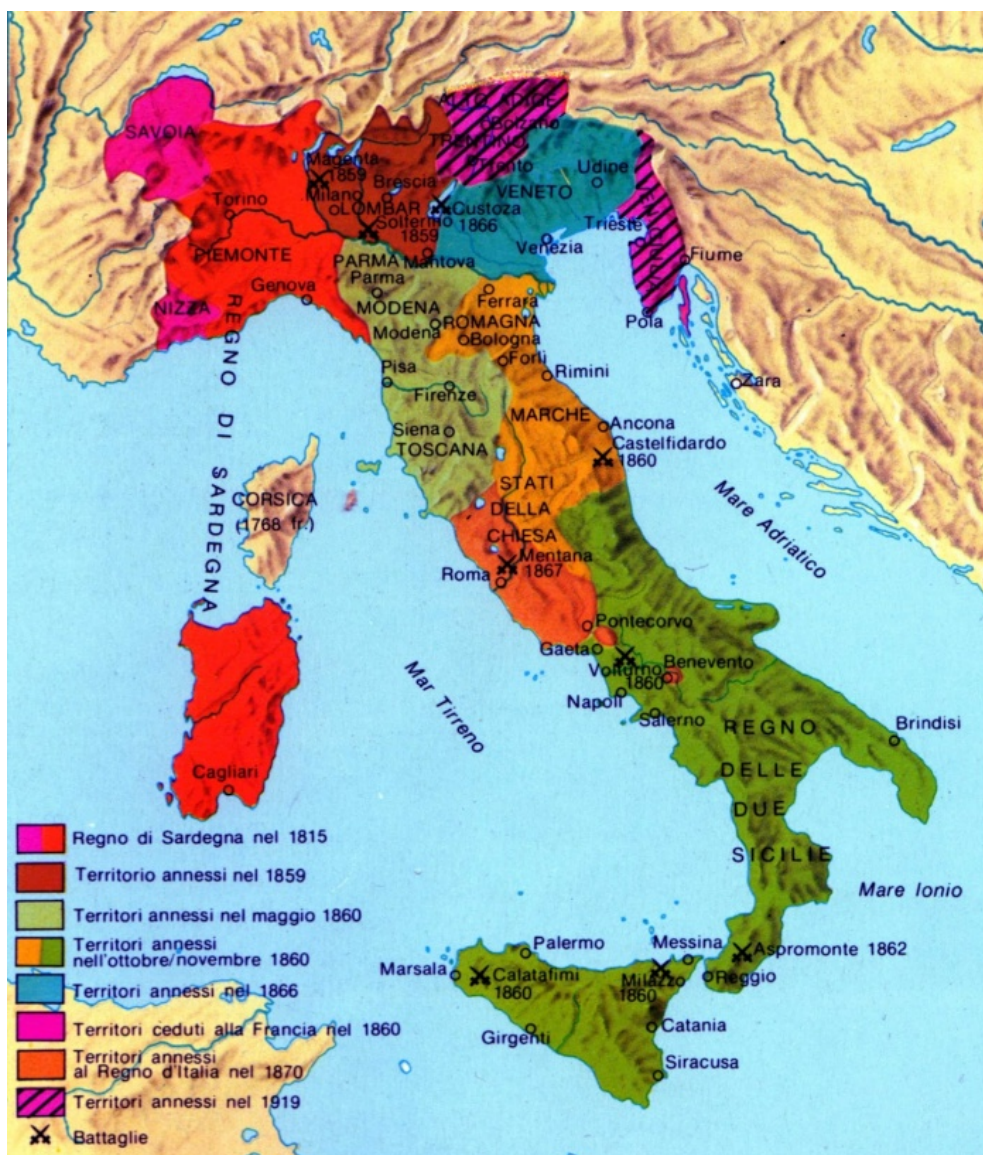 SAVOIA
ALTO ADIGE
Bolzano
TRENTINO
Trento
Magenta
1859
Milano
Brescia
LOMBAR
Solferino
1859
Custoza
1866
VENETO
Udine
Torino
PIEMONTE
PARMA
Mantova
Venezia
Trieste
Fiume
NIZZA
Genova
Parma
MODENA
Modena
Ferrara
ROMAGNA
Bologna
Pola
Forlì
Rimini
Zara
Pisa
Firenze
Siena
TOSCANA
MARCHE
Ancona
Castelfidardo
1860
REGNO DI SARDEGNA
CORSICA
(1768 fr.)
STATI
DELLA
CHIESA
Mentana
1867
Roma
Mare Adriatico
Pontecorvo
Gaeta
Volturno
1860
Benevento
Napoli
Salerno
Mar Tirreno
REGNO
DELLE
DUE
SICILIE
Brindisi
Cagliari
Mare Ionio
Palermo
Messina
Aspromonte 1862
Marsala
Calatafimi
1860
Milazzo
1860
Reggio
Girgenti
Catania
Siracusa
Regno di Sardegna nel 1815
Territorio annessi nel 1859
Territori annessi nel maggio 1860
Territori annessi
nell'ottobre/novembre 1860
Territori annessi nel 1866
Territori ceduti alla Francia nel 1860
Territori annessi
al Regno d'Italia nel 1870
Territori annessi nel 1919
Battaglie